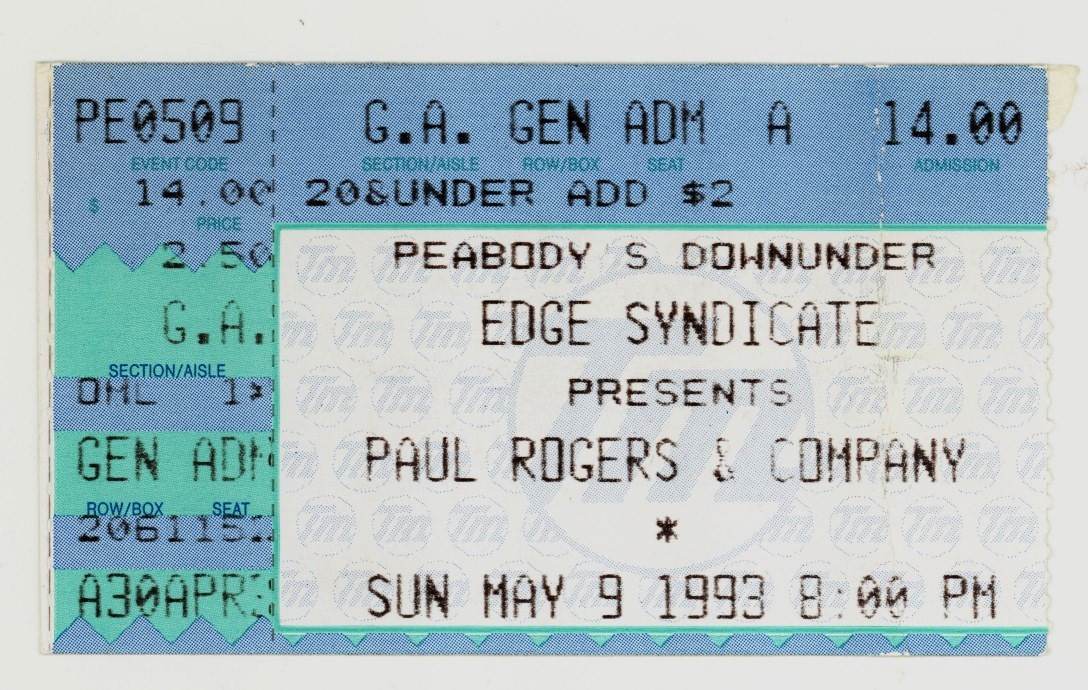 PE0509 G.A. GEN ADM A 14.00
EVENT CODE SECTION/AISLE ROW/BOX SEAT ADMISSION
$ 14.00 20&UNDER ADD $2
PRICE
2.50 PEABODY S DOWNUNDER
G.A. EDGE SYNDICATE
SECTION/AISLE
PRESENTS
GEN ADM PAUL ROGERS & COMPANY
ROW/BOX SEAT
*
A30APR SUN MAY 9 1993 8:00 PM
Tm